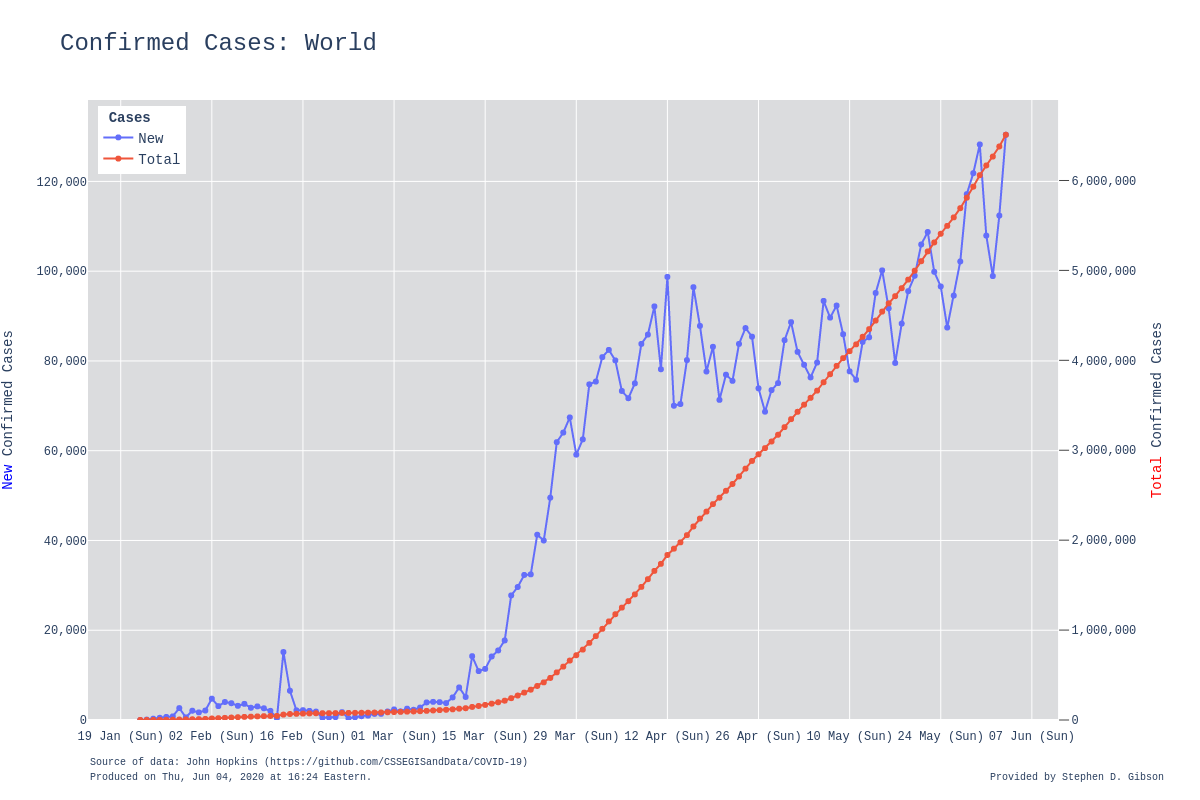 Confirmed Cases: World
Cases
New
Total
120,000
100,000
80,000
60,000
40,000
20,000
0
6,000,000
5,000,000
4,000,000
3,000,000
2,000,000
1,000,000
0
New Confirmed Cases
Total Confirmed Cases
19 Jan (Sun) 02 Feb (Sun) 16 Feb (Sun) 01 Mar (Sun) 15 Mar (Sun) 29 Mar (Sun) 12 Apr (Sun) 26 Apr (Sun) 10 May (Sun) 24 May (Sun) 07 Jun (Sun)
Source of data: John Hopkins (https://github.com/CSSEGISandData/COVID-19)
Produced on Thu, Jun 04, 2020 at 16:24 Eastern.
Provided by Stephen D. Gibson